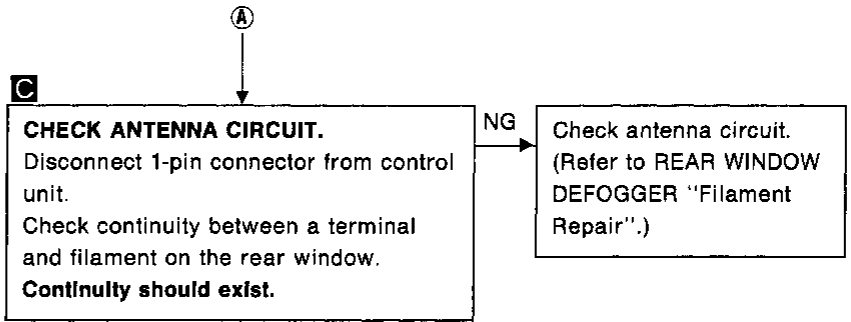 Ⓐ
C
CHECK ANTENNA CIRCUIT.
Disconnect 1-pin connector from control
unit.
Check continuity between a terminal
and filament on the rear window.
Continuity should exist.
NG
Check antenna circuit.
(Refer to REAR WINDOW
DEFOGGER "Filament
Repair".)